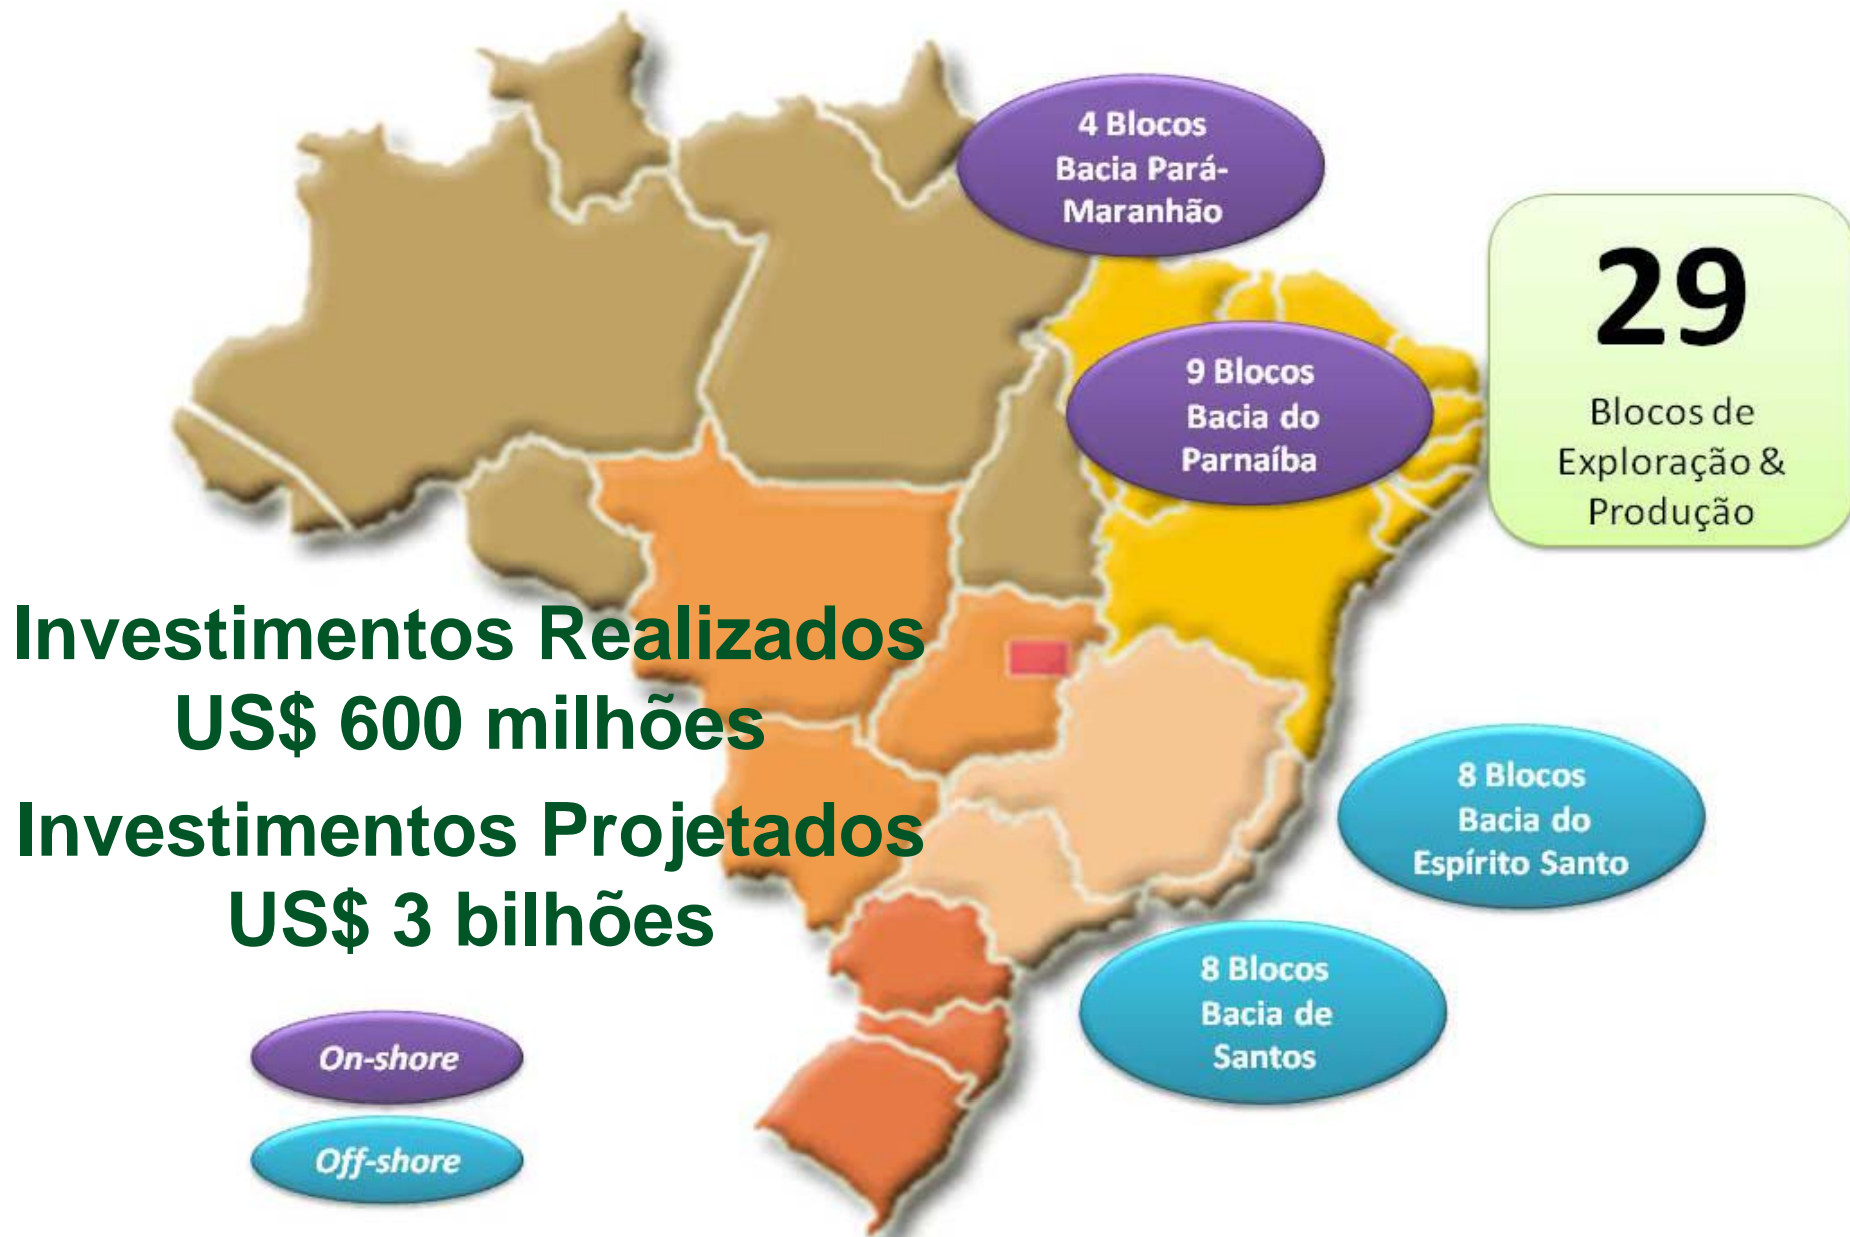 4 Blocos
Bacia Pará-
Maranhão
29
Blocos de
Exploração &
Produção
9 Blocos
Bacia do
Parnaíba
Investimentos Realizados
US$ 600 milhões
Investimentos Projetados
US$ 3 bilhões
8 Blocos
Bacia do
Espírito Santo
8 Blocos
Bacia de
Santos
On-shore
Off-shore